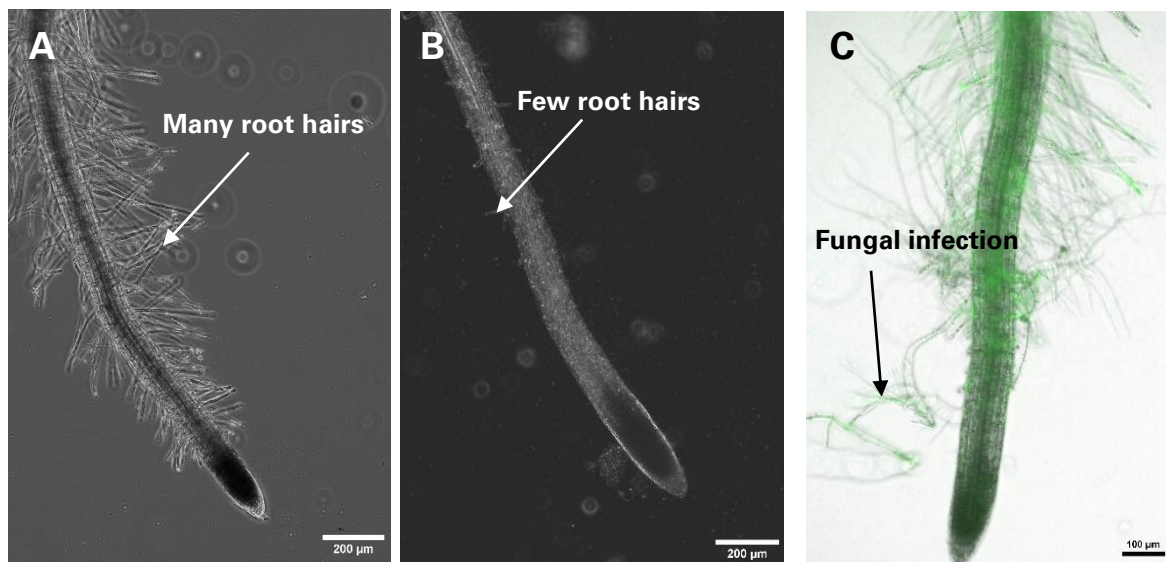 A
Many root hairs
200 µm
B
Few root hairs
200 µm
C
Fungal infection
100 µm